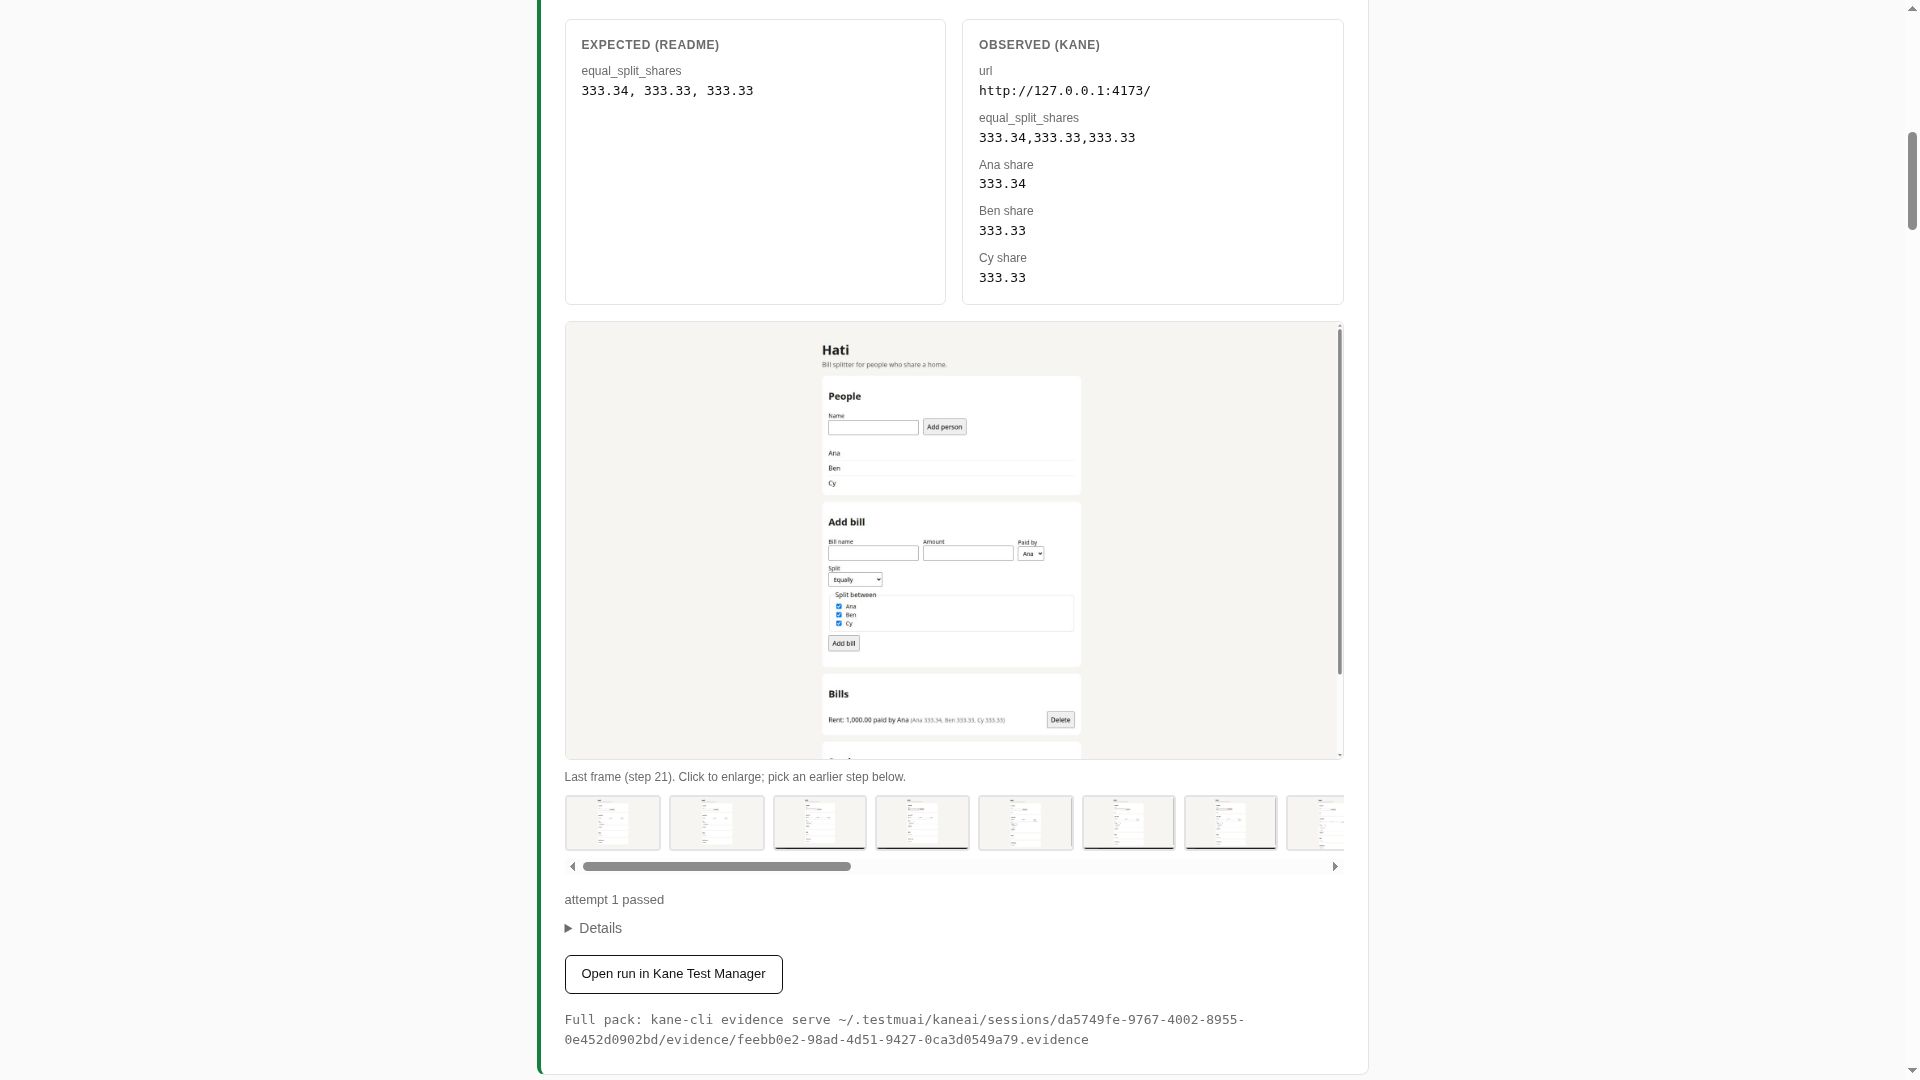 EXPECTED (README)
equal_split_shares
333.34, 333.33, 333.33
OBSERVED (KANE)
url
http://127.0.0.1:4173/
equal_split_shares
333.34,333.33,333.33
Ana share
333.34
Ben share
333.33
Cy share
333.33
Hati
Bill splitter for people who share a home.
People
Name
Add person
Ana
Ben
Cy
Add bill
Bill name Amount Paid by
Ana
Split
Equally
Split between
Ana
Ben
Cy
Add bill
Bills
Rent: 1,000.00 paid by Ana (Ana 333.34, Ben 333.33, Cy 333.33) Delete
Last frame (step 21). Click to enlarge; pick an earlier step below.
attempt 1 passed
Details
Open run in Kane Test Manager
Full pack: kane-cli evidence serve ~/.testmuai/kaneai/sessions/da5749fe-9767-4002-8955-
0e452d0902bd/evidence/feebb0e2-98ad-4d51-9427-0ca3d0549a79.evidence